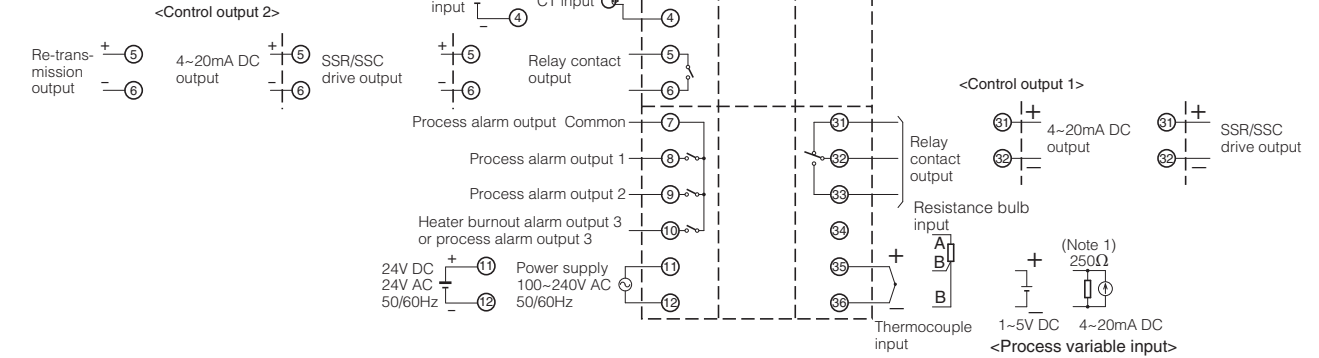 <Control output 2>
input
−
4
CT input
4
Re-trans-
mission
output
+
5
−
6
4~20mA DC
output
+
5
−
6
SSR/SSC
drive output
+
5
−
6
Relay contact
output
5
6
<Control output 1>
Process alarm output Common
7
Process alarm output 1
8
Process alarm output 2
9
Heater burnout alarm output 3
or process alarm output 3
10
24V DC
24V AC
50/60Hz
+
11
−
12
Power supply
100~240V AC
50/60Hz
11
12
31
32
33
34
35
36
Relay
contact
output
31
32
+
−
4~20mA DC
output
31
32
+
−
SSR/SSC
drive output
+
−
Thermocouple
input
Resistance bulb
input
A
B
B
+
−
1~5V DC
(Note 1)
250Ω
4~20mA DC
<Process variable input>